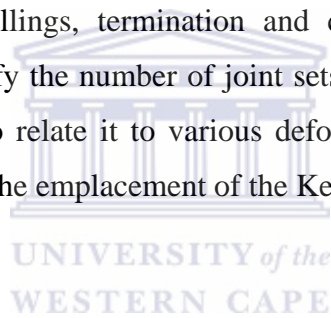 llings, termination and
fy the number of joint sets
relate it to various defo
he emplacement of the Ke
UNIVERSITY of the
WESTERN CAPE